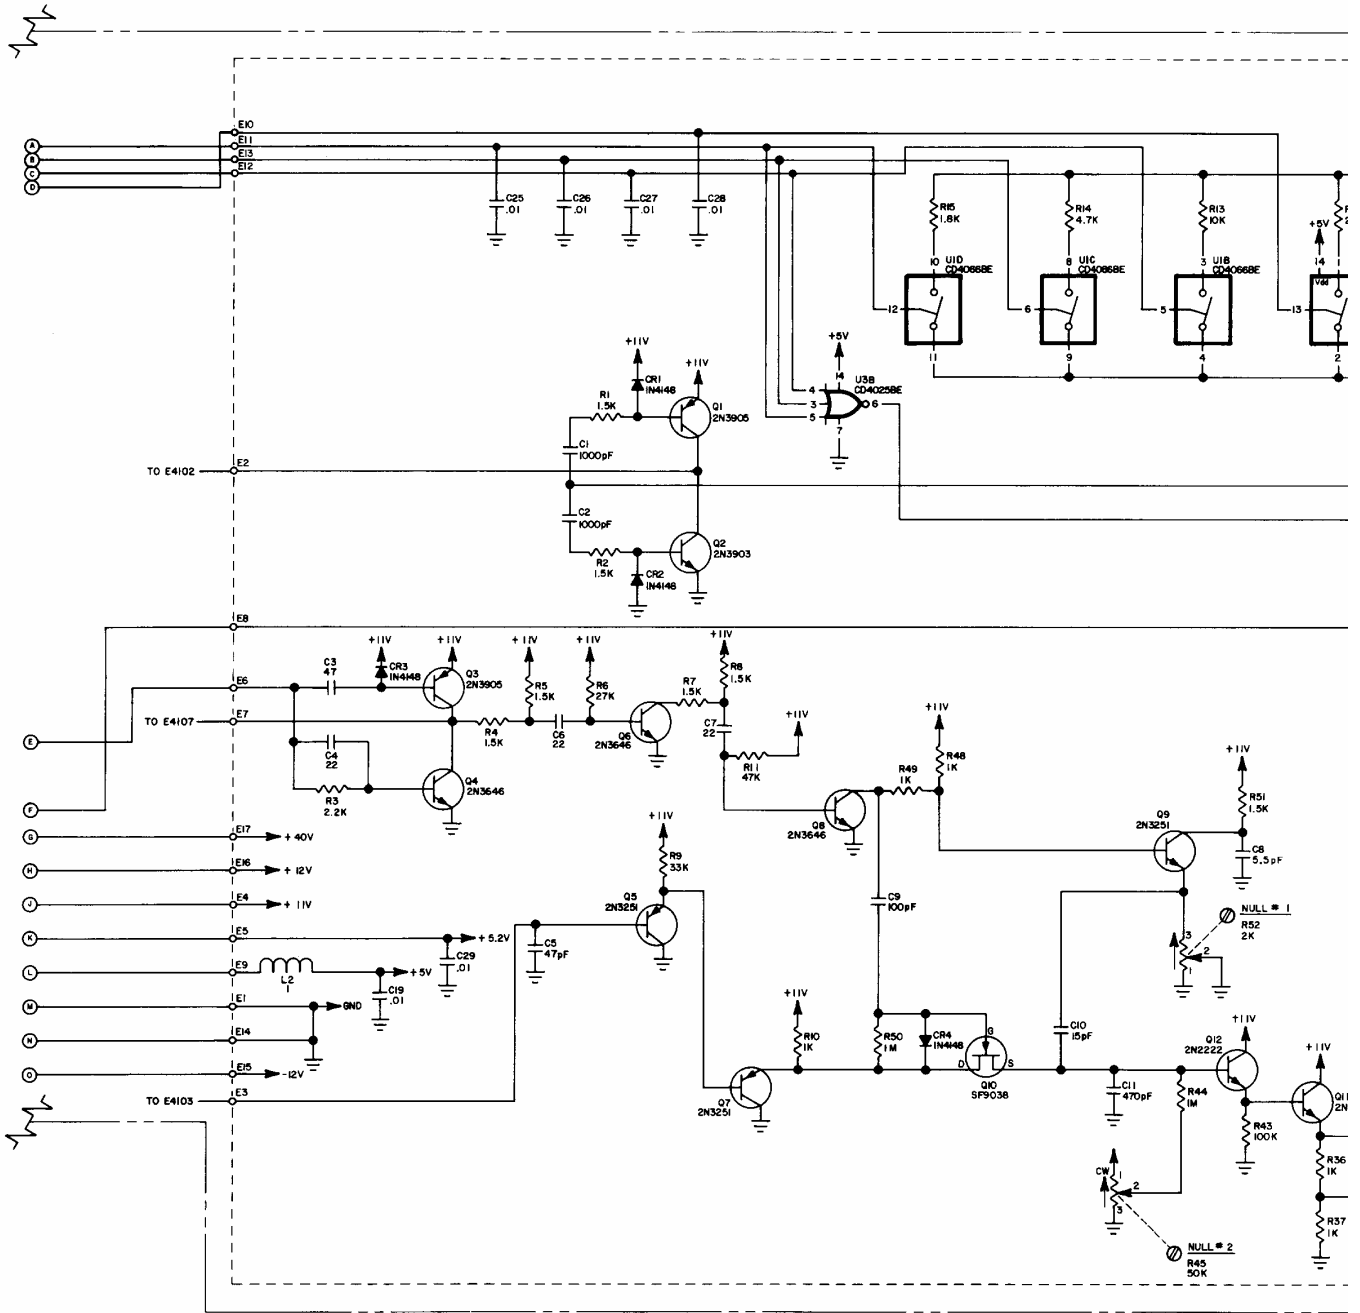 E10
A
E11
B
E13
C
E12
D
C25
.01
C26
.01
C27
.01
C28
.01
R15
1.8K
R14
4.7K
R13
10K
+5V
10
U1D
CD4066BE
8
U1C
CD4066BE
3
U1B
CD4066BE
14
Vdd
12
6
5
13
11
9
4
2
+11V
CR1
1N4148
+11V
R1
1.5K
Q1
2N3905
C1
1000pF
+5V
14
U3B
CD4025BE
4
3
5
6
7
TO E4102
E2
C2
1000pF
R2
1.5K
CR2
1N4148
Q2
2N3903
E8
+11V
+11V
+11V
+11V
+11V
C3
47
CR3
1N4148
Q3
2N3905
R5
1.5K
R6
27K
R7
1.5K
R8
1.5K
E6
TO E4107
E7
R4
1.5K
C6
22
Q6
2N3646
C7
22
+11V
+11V
E
C4
22
R11
47K
R49
1K
R48
1K
+11V
R3
2.2K
Q4
2N3646
Q8
2N3646
R51
1.5K
F
G
E17
+40V
+11V
Q9
2N3251
H
E16
+12V
R9
33K
C8
5.5pF
J
E4
+11V
Q5
2N3251
C9
100pF
NULL # 1
R52
2K
K
E5
+5.2V
C5
47pF
3
2
1
L
E9
L2
1
+5V
C29
.01
C19
.01
M
E1
GND
+11V
N
E14
R10
1K
R50
1M
CR4
1N4148
G
D
S
Q10
SF9038
C10
15pF
+11V
Q12
2N2222
+11V
O
E15
-12V
TO E4103
E3
Q7
2N3251
C11
470pF
R44
1M
Q11
2N
R43
100K
R36
1K
CW
1
2
3
R37
1K
NULL # 2
R45
50K